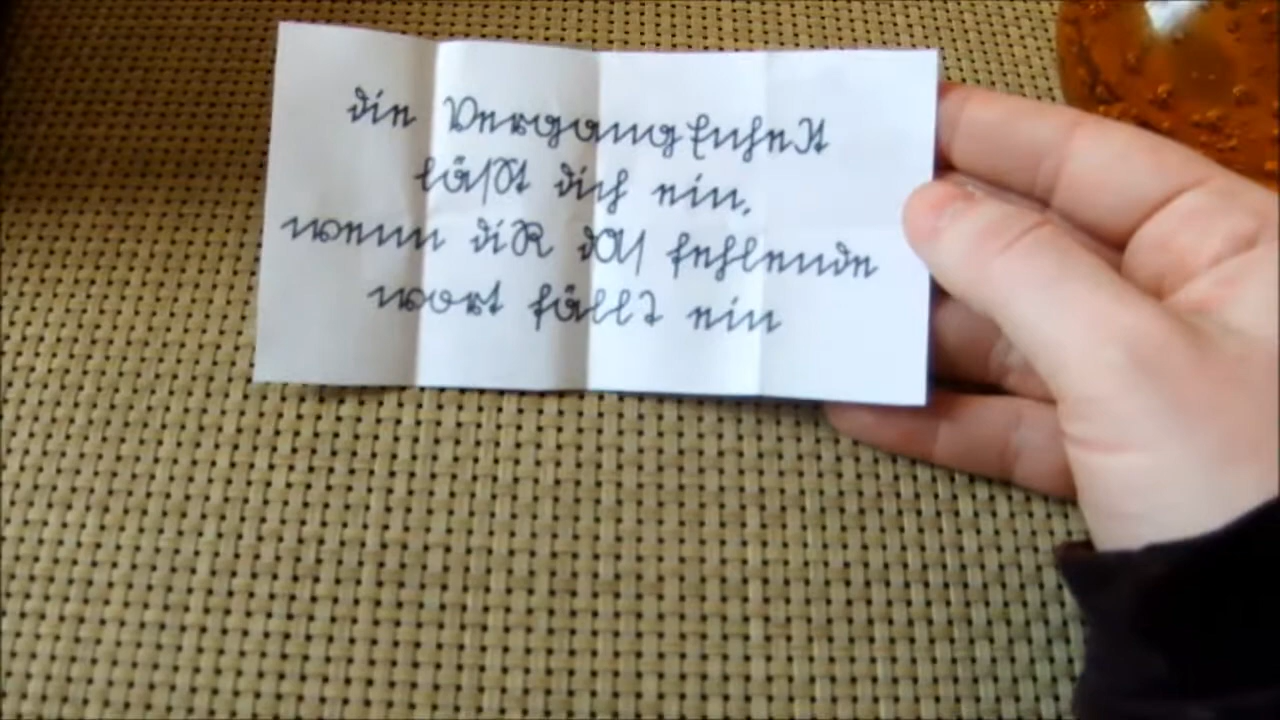 die VergangEnheIt
läsSt dich ein,
wenn diR dAs fehlende
wort fällT ein